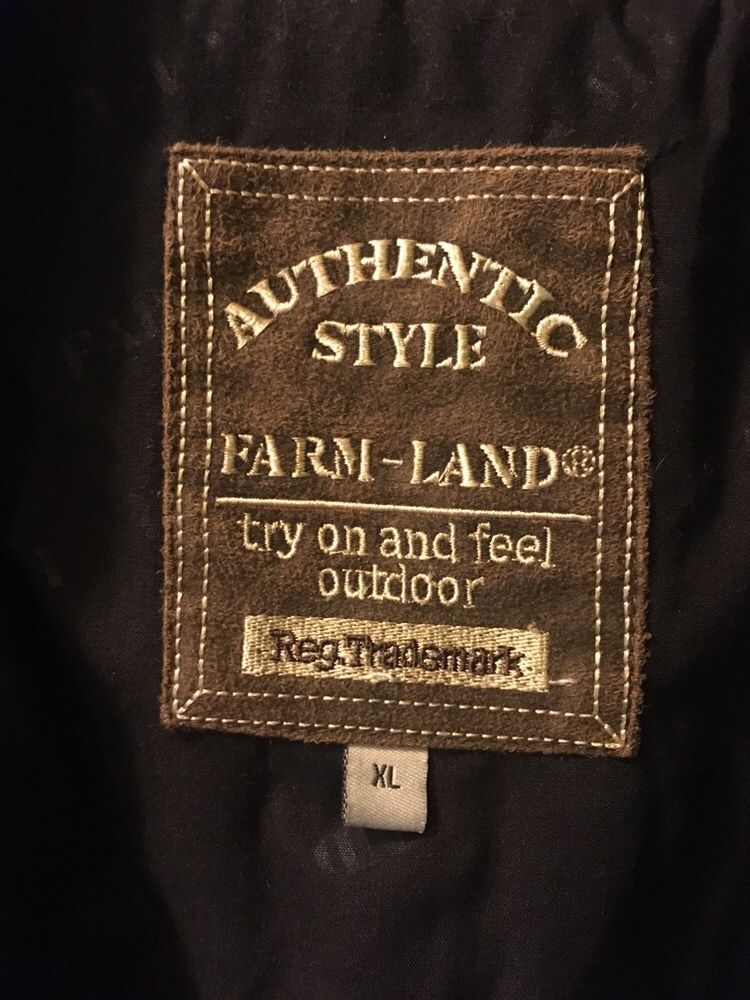 AUTHENTIC
STYLE
FARM-LAND®
try on and feel
outdoor
Reg.Trademark
XL